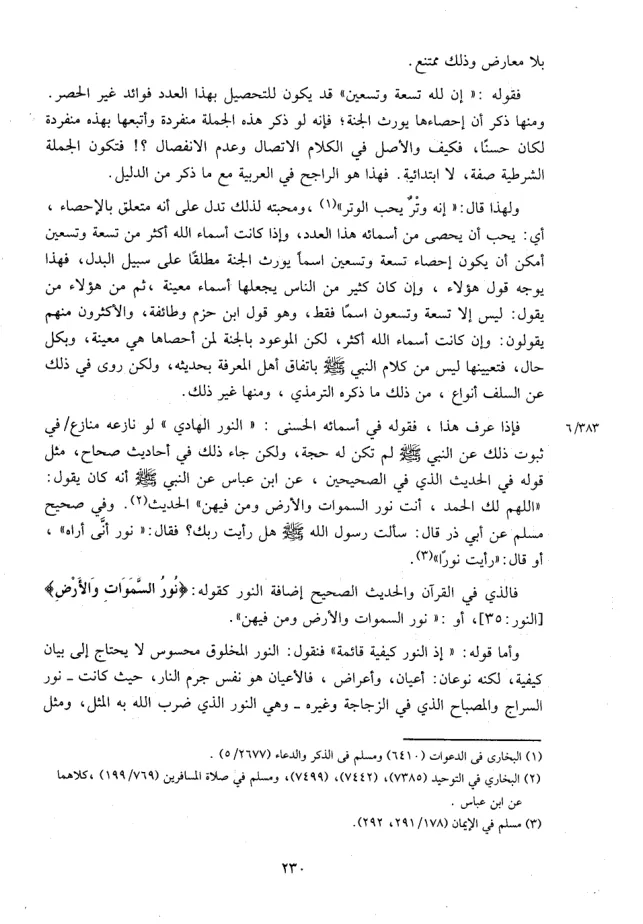 بلا معارض وذلك ممتنع .
فقوله :« إن لله تسعة وتسعين» قد يكون للتحصيل بهذا العدد فوائد غير الحصر.
ومنها ذكر أن إحصاءها يورث الجنة؛ فإنه لو ذكر هذه الجملة منفردة وأتبعها بهذه منفردة
لكان حسنًا، فكيف والأصل في الكلام الاتصال وعدم الانفصال ؟! فتكون الجملة
الشرطية صفة، لا ابتدائية. فهذا هو الراجح في العربية مع ما ذكر من الدليل.
ولهذا قال:« إنه وتْرٌ يحب الوتر»(١) ،ومحبته لذلك تدل على أنه متعلق بالإحصاء ،
أي: يحب أن يحصى من أسمائه هذا العدد، وإذا كانت أسماء الله أكثر من تسعة وتسعين
أمكن أن يكون إحصاء تسعة وتسعين اسماً يورث الجنة مطلقًا على سبيل البدل، فهذا
يوجه قول هؤلاء ، وإن كان كثير من الناس يجعلها أسماء معينة ،ثم من هؤلاء من
يقول: ليس إلا تسعة وتسعون اسمًا فقط، وهو قول ابن حزم وطائفة، والأكثرون منهم
يقولون: وإن كانت أسماء الله أكثر، لكن الموعود بالجنة لمن أحصاها هي معينة، وبكل
حال، فتعيينها ليس من كلام النبي ﷺ باتفاق أهل المعرفة بحديثه، ولكن روى في ذلك
عن السلف أنواع ، من ذلك ما ذكره الترمذي ، ومنها غير ذلك.
فإذا عرف هذا ، فقوله في أسمائه الحسنى : « النور الهادي » لو نازعه منازع/ في ٦/٣٨٣
ثبوت ذلك عن النبي ﷺ لم تكن له حجة، ولكن جاء ذلك في أحاديث صحاح، مثل
قوله في الحديث الذي في الصحيحين ، عن ابن عباس عن النبي ﷺ أنه كان يقول:
«اللهم لك الحمد ، أنت نور السموات والأرض ومن فيهن» الحديث(٢). وفي صحيح
مسلم عن أبي ذر قال: سألت رسول الله ﷺ هل رأيت ربك؟ فقال:« نور أنَّى أراه» ،
أو قال:«رأيت نورًا»(٣).
فالذي في القرآن والحديث الصحيح إضافة النور كقوله: ﴿نُورُ السَّمَوَاتِ وَالأَرْضِ﴾
[النور:٣٥]، أو :« نور السموات والأرض ومن فيهن».
وأما قوله: « إذ النور كيفية قائمة» فنقول: النور المخلوق محسوس لا يحتاج إلى بيان
كيفية، لكنه نوعان: أعيان، وأعراض ، فالأعيان هو نفس جرم النار، حيث كانت ـ نور
السراج والمصباح الذي في الزجاجة وغيره ـ وهي النور الذي ضرب الله به المثل، ومثل
(١) البخارى فى الدعوات (٦٤١٠) ومسلم فى الذكر والدعاء (٥/٢٦٧٧) .
(٢) البخاري في التوحيد (٧٣٨٥)، (٧٤٤٢)، (٧٤٩٩)، ومسلم في صلاة المسافرين (١٩٩/٧٦٩) ،كلاهما
عن ابن عباس .
(٣) مسلم في الإيمان (٢٩١/١٧٨، ٢٩٢).
٢٣٠